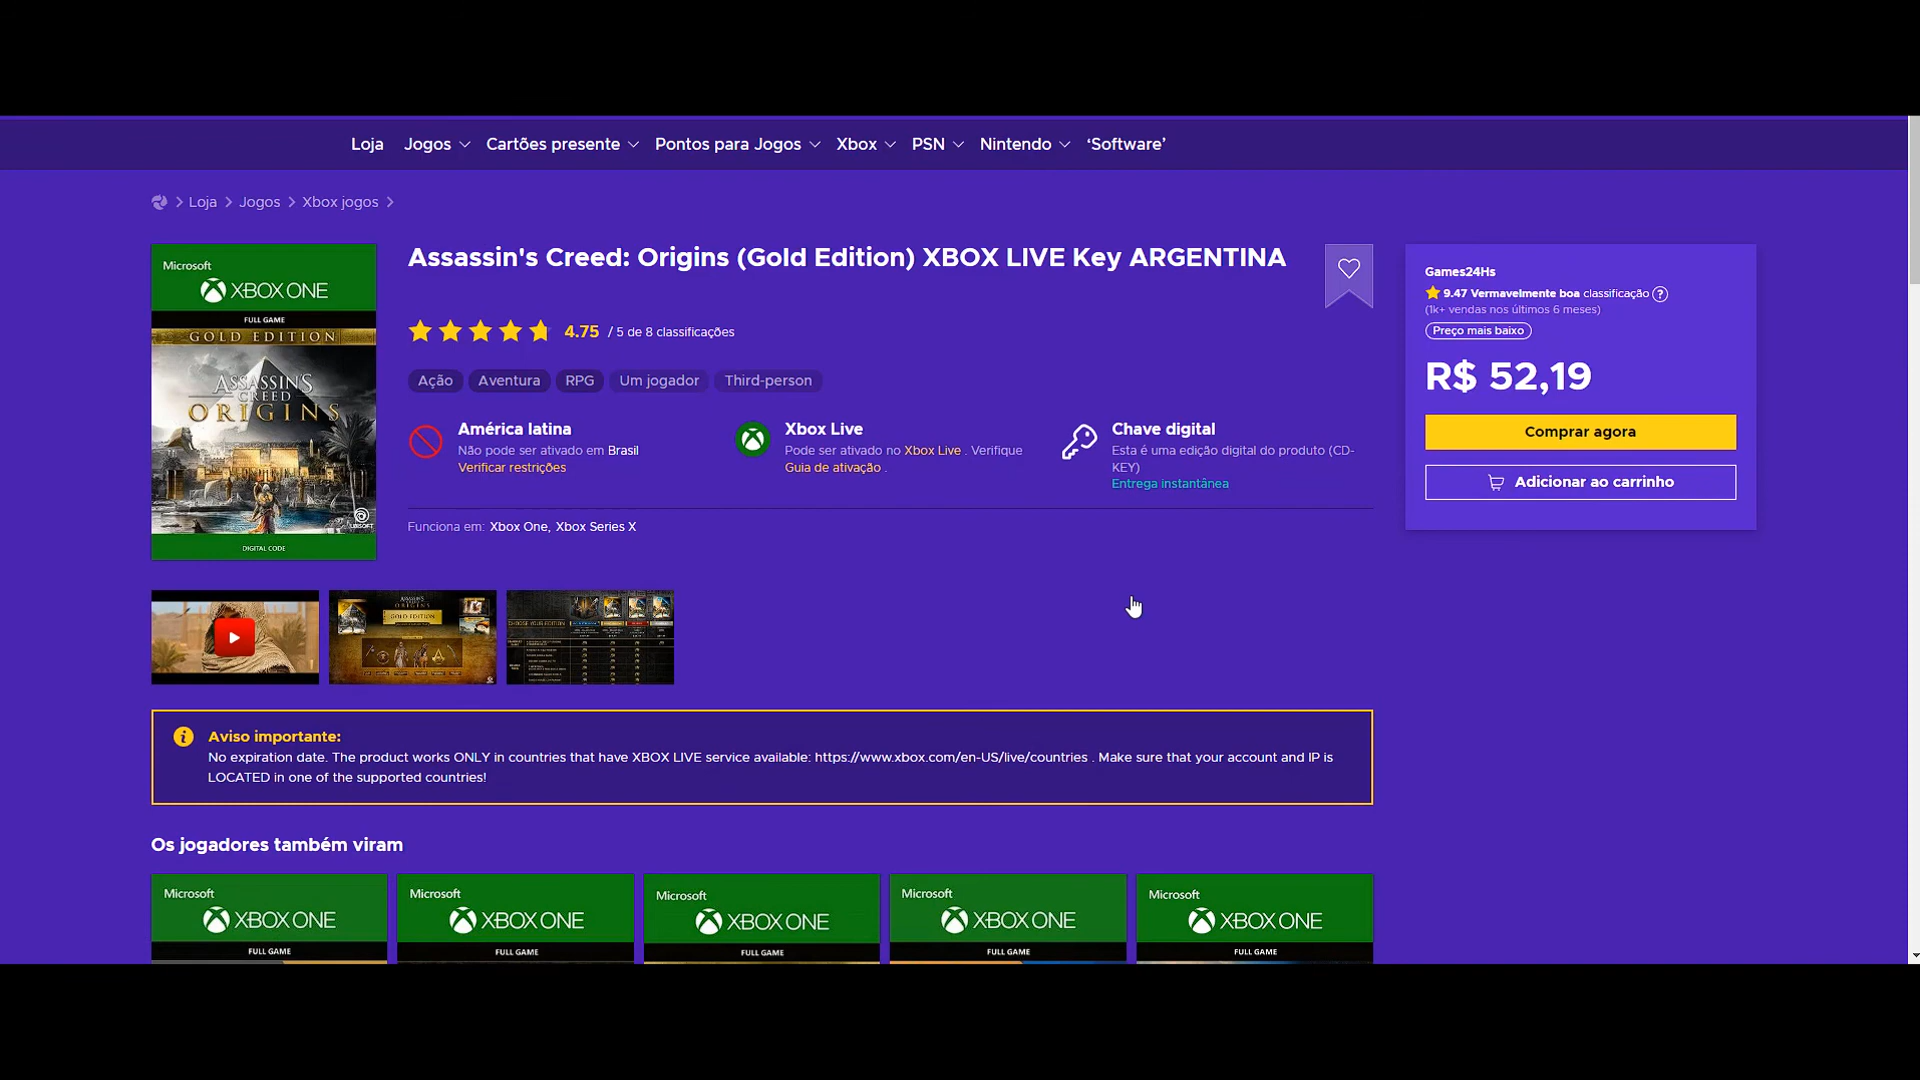 Loja Jogos Cartões presente Pontos para Jogos Xbox PSN Nintendo ‘Software’
Loja Jogos Xbox jogos
Microsoft
XBOX ONE
FULL GAME
GOLD EDITION
ASSASSIN'S
CREED
ORIGINS
UBISOFT
DIGITAL CODE
Assassin's Creed: Origins (Gold Edition) XBOX LIVE Key ARGENTINA
4.75 / 5 de 8 classificações
Ação Aventura RPG Um jogador Third-person
América latina
Não pode ser ativado em Brasil
Verificar restrições
Xbox Live
Pode ser ativado no Xbox Live . Verifique
Guia de ativação .
Chave digital
Esta é uma edição digital do produto (CD-
KEY)
Entrega instantânea
Funciona em: Xbox One, Xbox Series X
Games24Hs
9.47 Vermavelmente boa classificação ?
(1k+ vendas nos últimos 6 meses)
Preço mais baixo
R$ 52,19
Comprar agora
Adicionar ao carrinho
ORIGINS
GOLD EDITION
CHOOSE YOUR EDITION
Aviso importante:
No expiration date. The product works ONLY in countries that have XBOX LIVE service available: https://www.xbox.com/en-US/live/countries . Make sure that your account and IP is
LOCATED in one of the supported countries!
Os jogadores também viram
Microsoft
XBOX ONE
FULL GAME
Microsoft
XBOX ONE
FULL GAME
Microsoft
XBOX ONE
FULL GAME
Microsoft
XBOX ONE
FULL GAME
Microsoft
XBOX ONE
FULL GAME